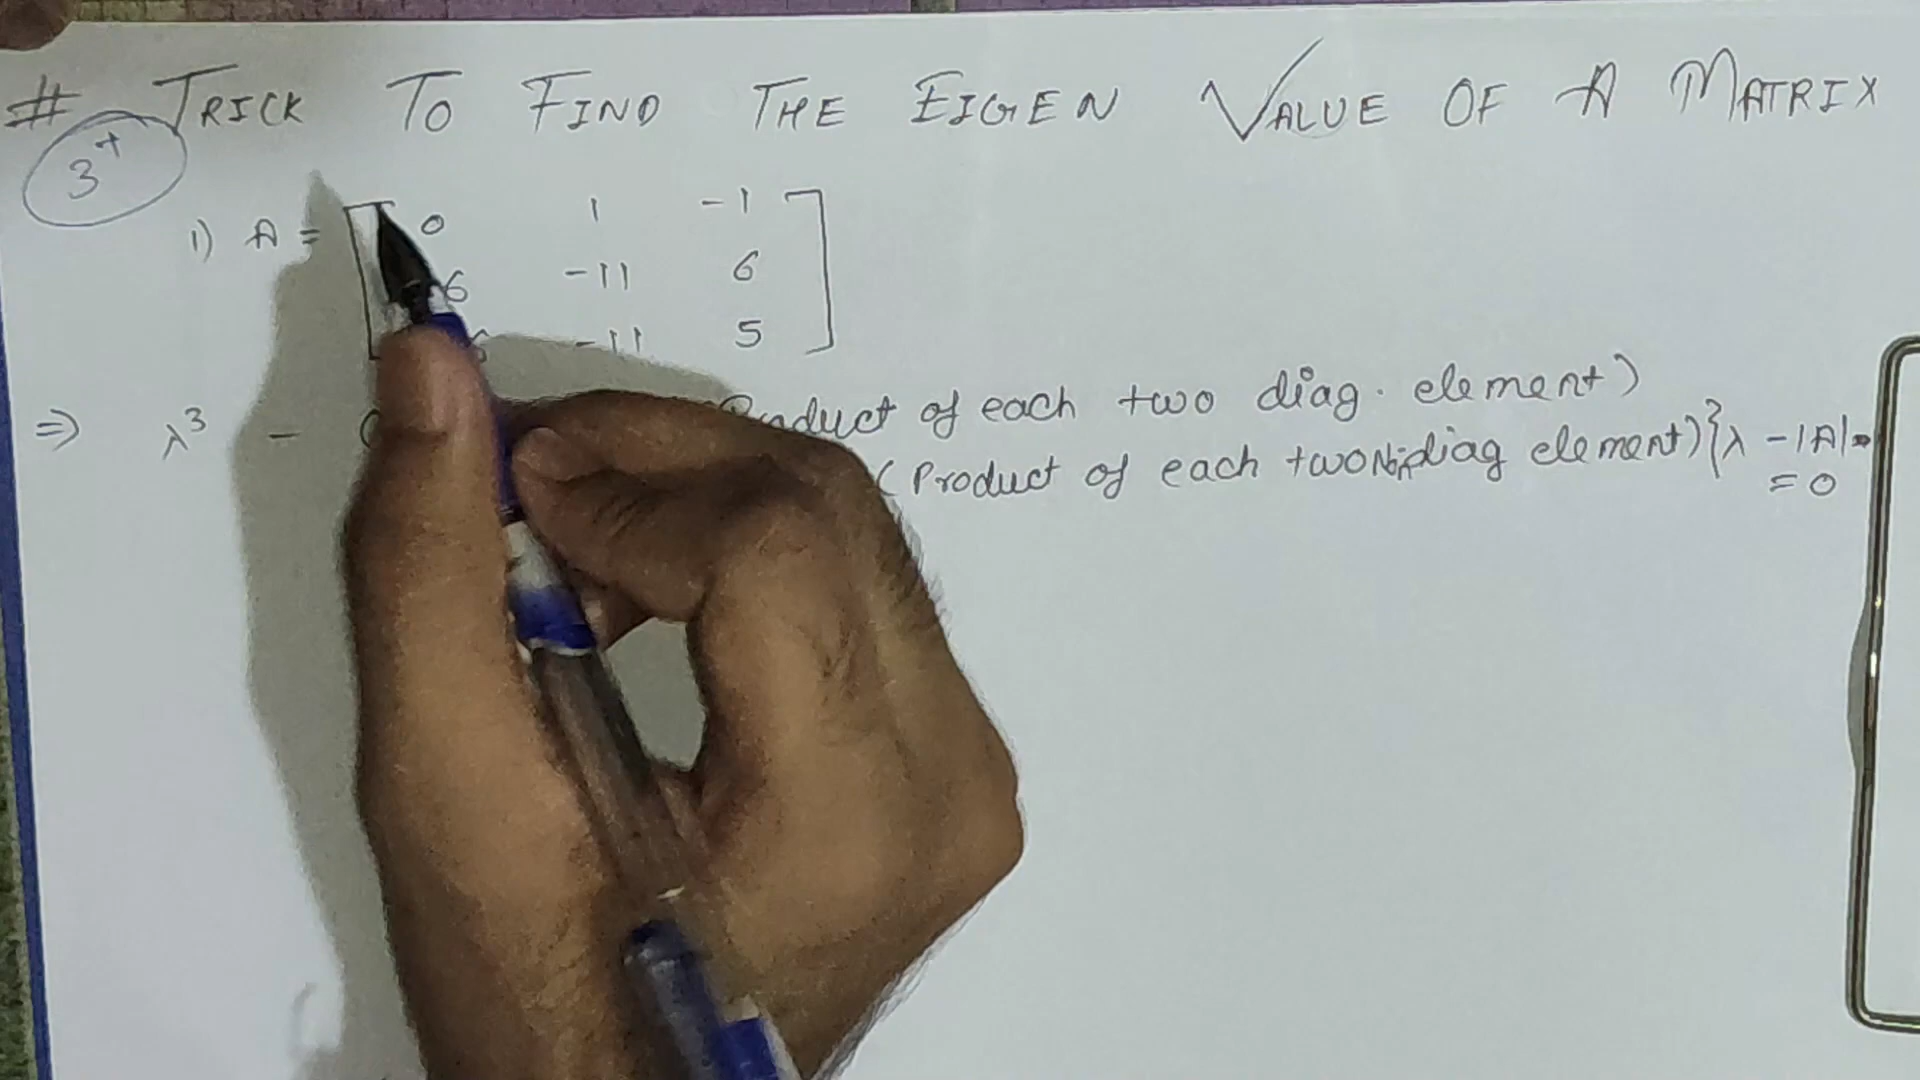 # TRICK TO FIND THE EIGEN VALUE OF A MATRIX
3+
1) A = [ 0 1 -1
6 -11 6
-11 5 ]
⇒ λ³ - of each two diag. element)
(Product of each two Non diag element)}λ -|A|
= 0